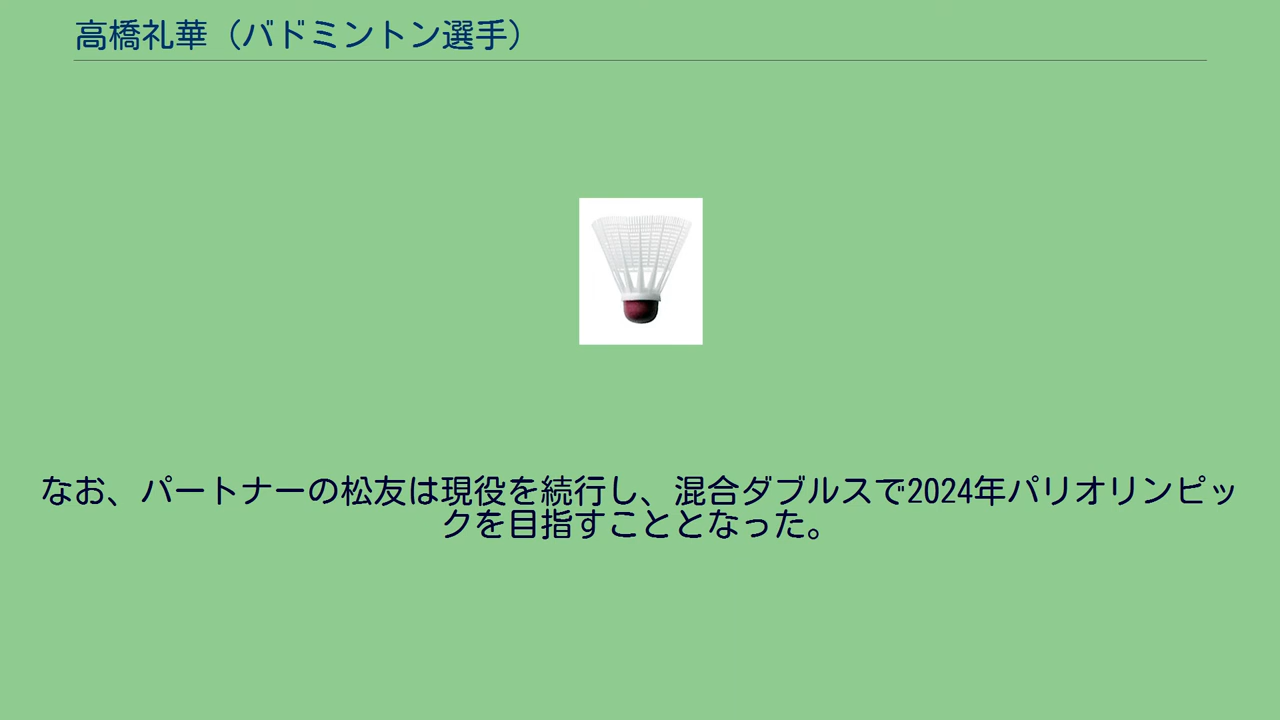 高橋礼華（バドミントン選手）
なお、パートナーの松友は現役を続行し、混合ダブルスで2024年パリオリンピッ
クを目指すこととなった。